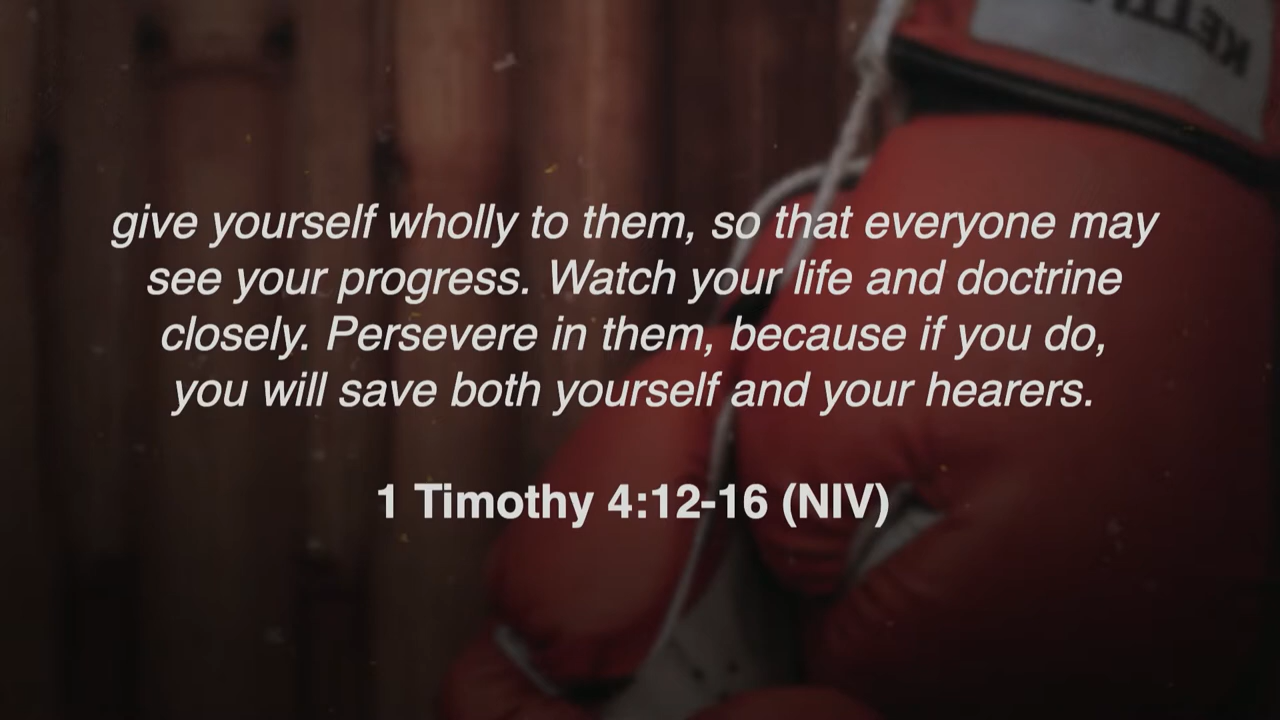 give yourself wholly to them, so that everyone may
see your progress. Watch your life and doctrine
closely. Persevere in them, because if you do,
you will save both yourself and your hearers.
1 Timothy 4:12-16 (NIV)